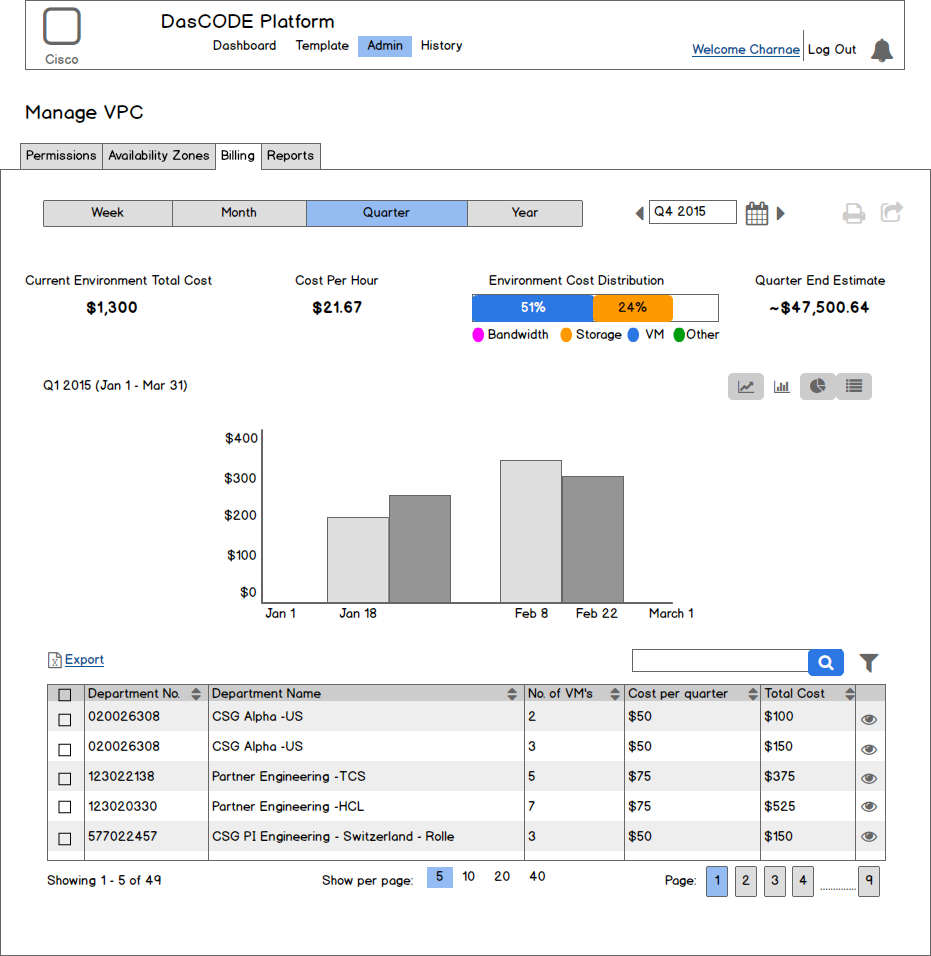 DasCODE Platform
Cisco
Dashboard Template Admin History
Welcome Charnae Log Out
Manage VPC
Permissions Availability Zones Billing Reports
Week Month Quarter Year
Q4 2015
Current Environment Total Cost Cost Per Hour Environment Cost Distribution Quarter End Estimate
$1,300 $21.67 51% 24% ~$47,500.64
Bandwidth Storage VM Other
Q1 2015 (Jan 1 - Mar 31)
$400
$300
$200
$100
$0
Jan 1 Jan 18 Feb 8 Feb 22 March 1
X Export
Department No. Department Name No. of VM's Cost per quarter Total Cost
020026308 CSG Alpha -US 2 $50 $100
020026308 CSG Alpha -US 3 $50 $150
123022138 Partner Engineering -TCS 5 $75 $375
123020330 Partner Engineering -HCL 7 $75 $525
577022457 CSG PI Engineering - Switzerland - Rolle 3 $50 $150
Showing 1 - 5 of 49 Show per page: 5 10 20 40 Page: 1 2 3 4 .............. 9